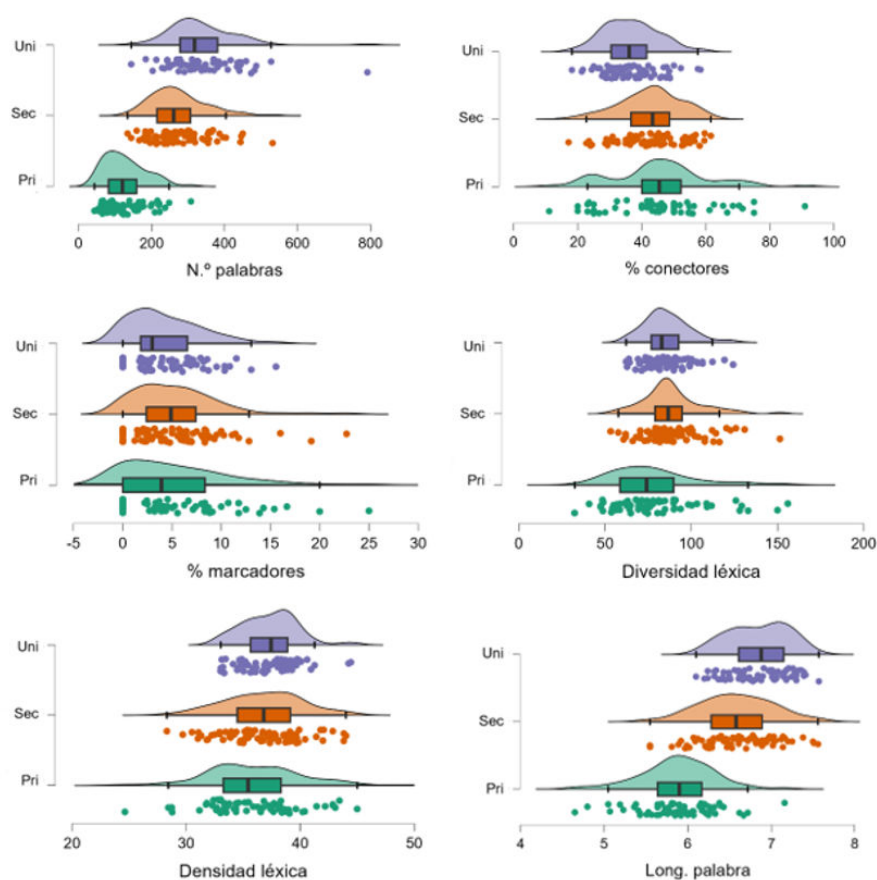 Uni
Sec
Pri
0 200 400 600 800
N.º palabras
Uni
Sec
Pri
0 20 40 60 80 100
% conectores
Uni
Sec
Pri
-5 0 5 10 15 20 25 30
% marcadores
Uni
Sec
Pri
0 50 100 150 200
Diversidad léxica
Uni
Sec
Pri
20 30 40 50
Densidad léxica
Uni
Sec
Pri
4 5 6 7 8
Long. palabra